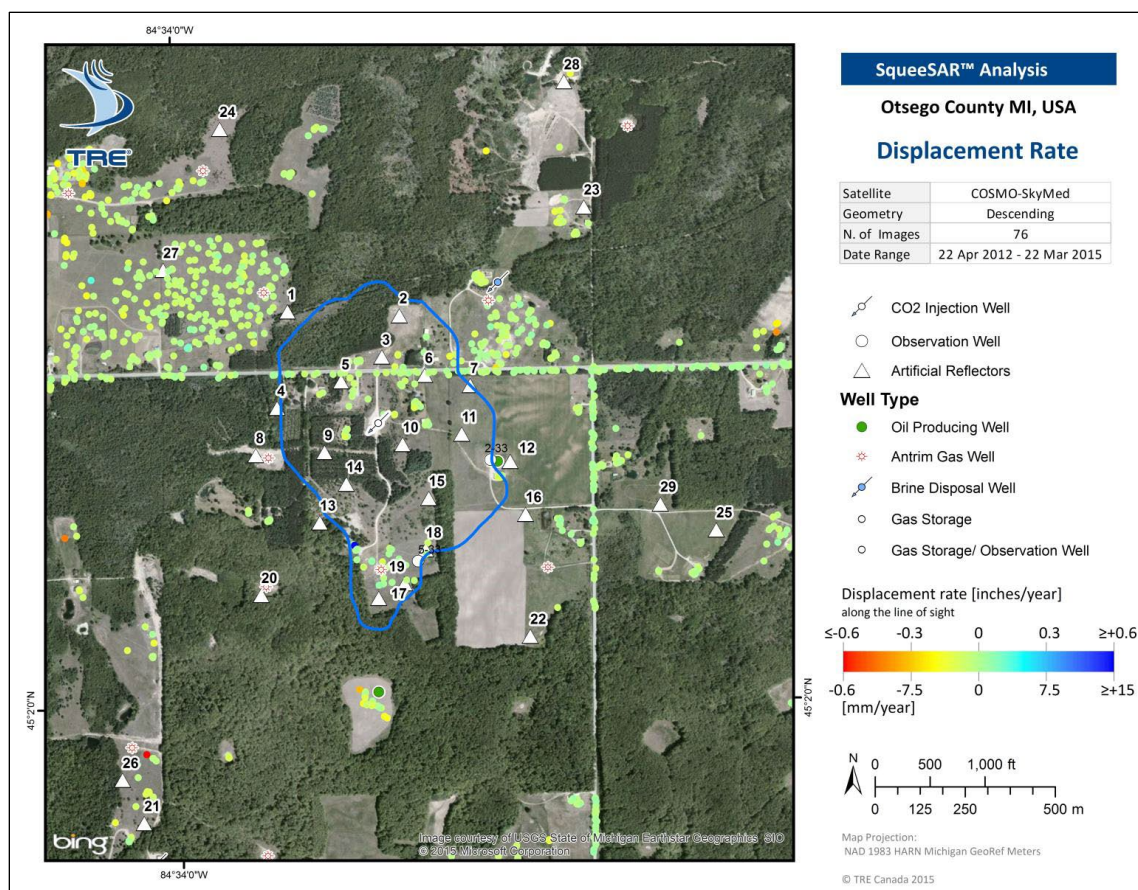 84°34'0"W
TRE
28
24
23
27
1
2
3
5
6
7
4
11
10
2-33
8
9
12
14
15
29
16
13
25
18
19
20
17
22
45°2'0"N
26
21
bing
Image courtesy of USGS State of Michigan Earthstar Geographics SIO
© 2015 Microsoft Corporation
84°34'0"W
SqueeSAR™ Analysis
Otsego County MI, USA
Displacement Rate
Satellite COSMO-SkyMed
Geometry Descending
N. of Images 76
Date Range 22 Apr 2012 - 22 Mar 2015
CO2 Injection Well
Observation Well
Artificial Reflectors
Well Type
Oil Producing Well
Antrim Gas Well
Brine Disposal Well
Gas Storage
Gas Storage/ Observation Well
Displacement rate [inches/year]
along the line of sight
≤-0.6 -0.3 0 0.3 ≥+0.6
-0.6 -7.5 0 7.5 ≥+15
[mm/year]
N
0 500 1,000 ft
0 125 250 500 m
Map Projection:
NAD 1983 HARN Michigan GeoRef Meters
© TRE Canada 2015